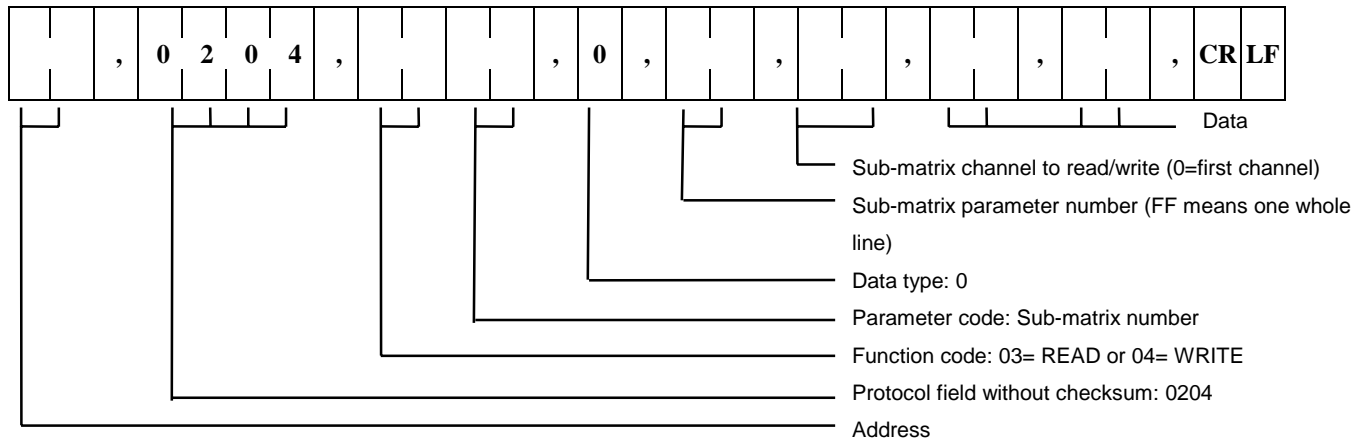 , 0 2 0 4 , , 0 , , , , , CR LF
Data
Sub-matrix channel to read/write (0=first channel)
Sub-matrix parameter number (FF means one whole
line)
Data type: 0
Parameter code: Sub-matrix number
Function code: 03= READ or 04= WRITE
Protocol field without checksum: 0204
Address